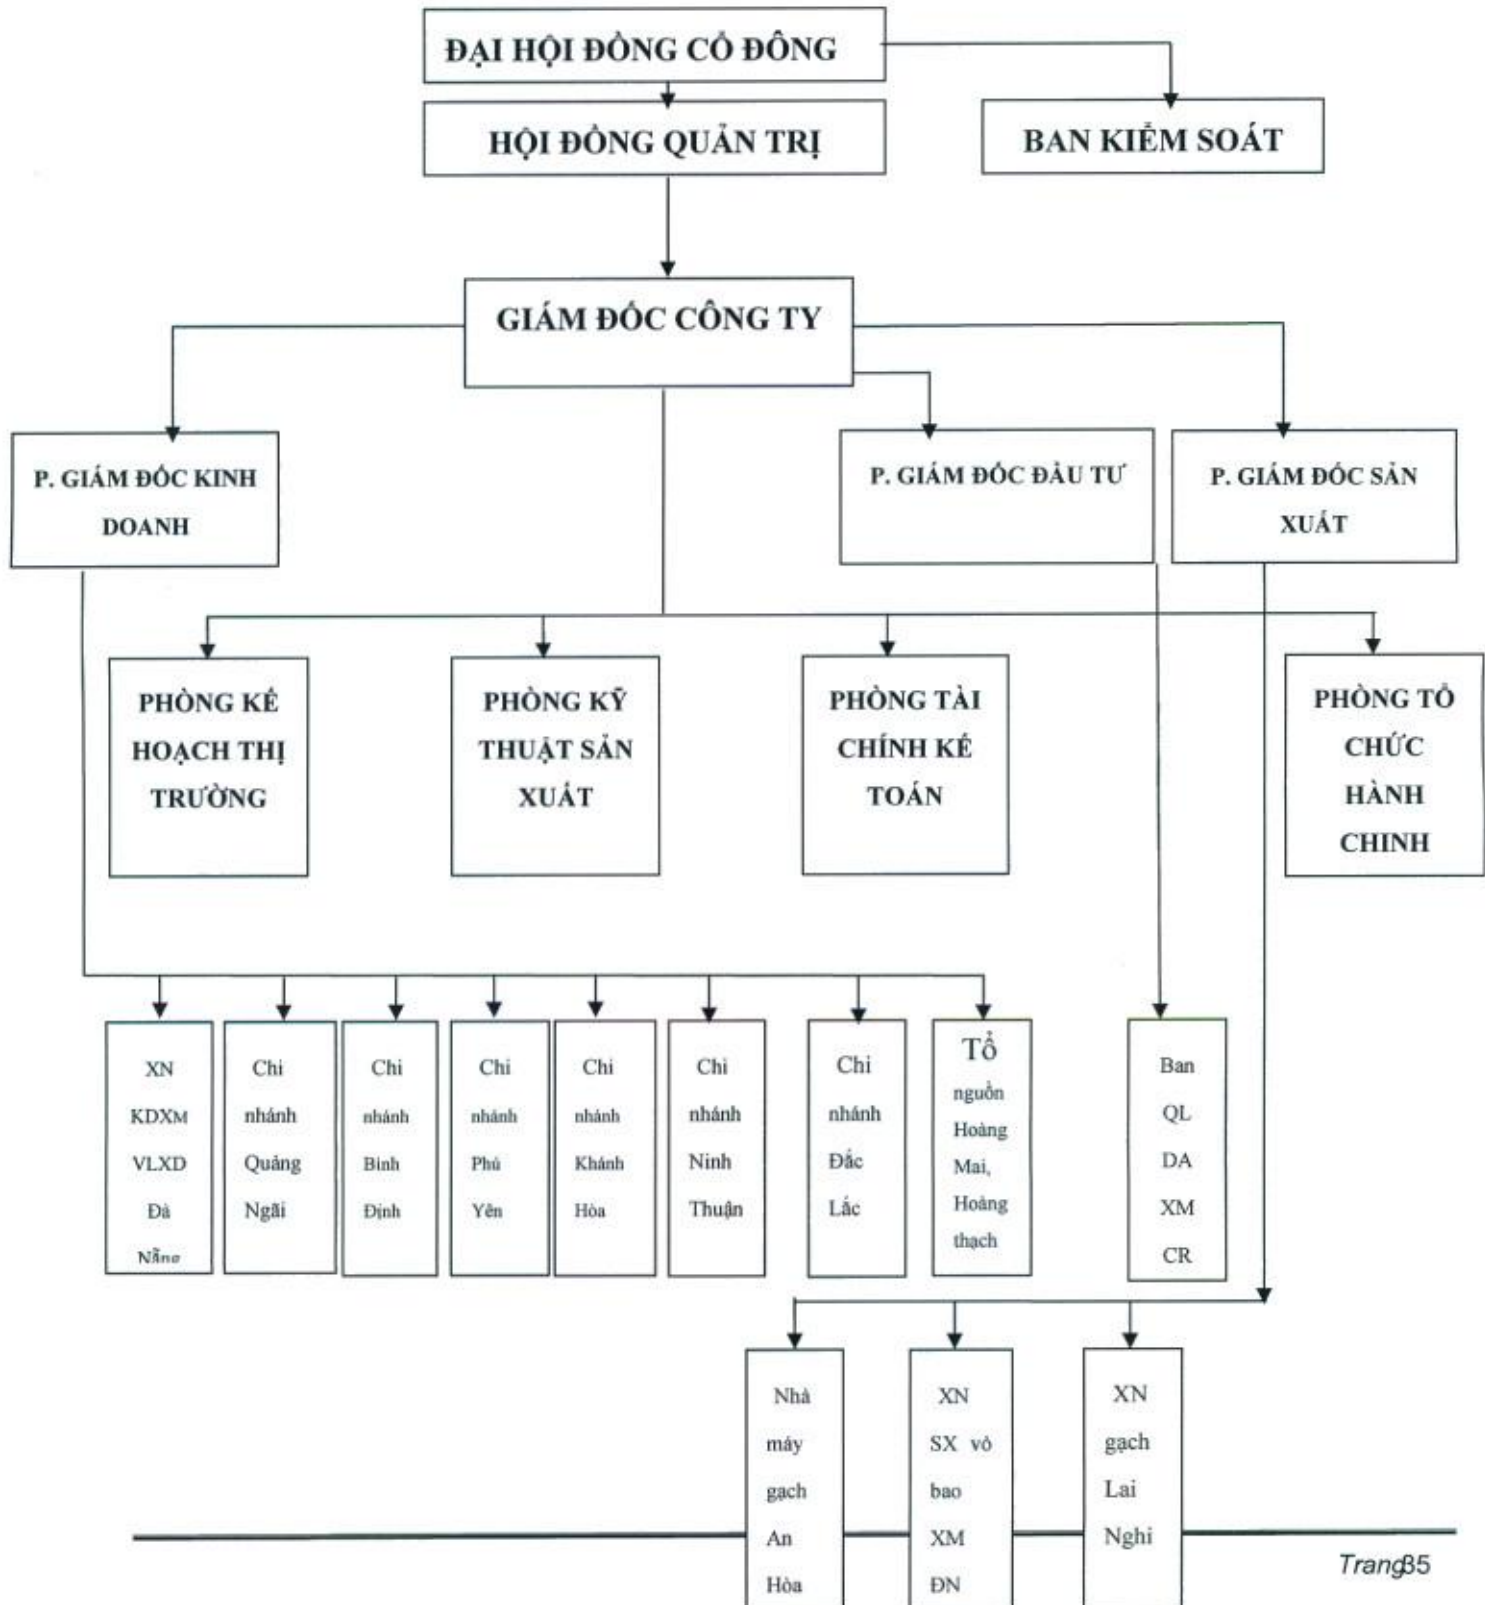 ĐẠI HỘI ĐỒNG CỔ ĐÔNG
HỘI ĐỒNG QUẢN TRỊ
BAN KIỂM SOÁT
GIÁM ĐỐC CÔNG TY
P. GIÁM ĐỐC KINH
DOANH
P. GIÁM ĐỐC ĐẦU TƯ
P. GIÁM ĐỐC SẢN
XUẤT
PHÒNG KẾ
HOẠCH THỊ
TRƯỜNG
PHÒNG KỸ
THUẬT SẢN
XUẤT
PHÒNG TÀI
CHÍNH KẾ
TOÁN
PHÒNG TỔ
CHỨC
HÀNH
CHINH
XN
KDXM
VLXD
Đà
Nẵng
Chi
nhánh
Quảng
Ngãi
Chi
nhánh
Bình
Định
Chi
nhánh
Phú
Yên
Chi
nhánh
Khánh
Hòa
Chi
nhánh
Ninh
Thuận
Chi
nhánh
Đắc
Lắc
Tổ
nguồn
Hoàng
Mai,
Hoàng
thạch
Ban
QL
DA
XM
CR
Nhà
máy
gạch
An
Hòa
XN
SX vỏ
bao
XM
ĐN
XN
gạch
Lai
Nghi
Trang35